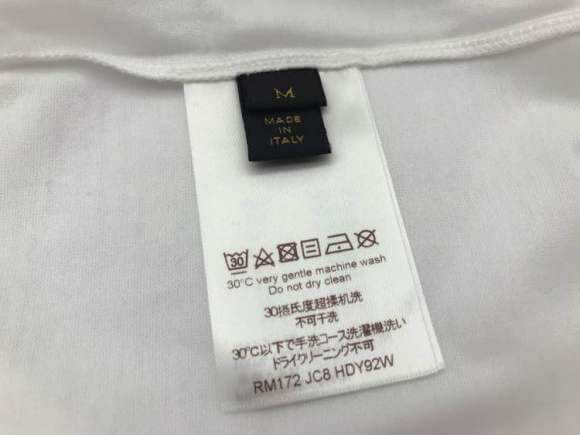 M
MADE
IN
ITALY
30
30°C very gentle machine wash
Do not dry clean
30摄氏度超揉机洗
不可干洗
30℃以下で手洗コース洗濯機洗い
ドライクリーニング不可
RM172 JC8 HDY92W